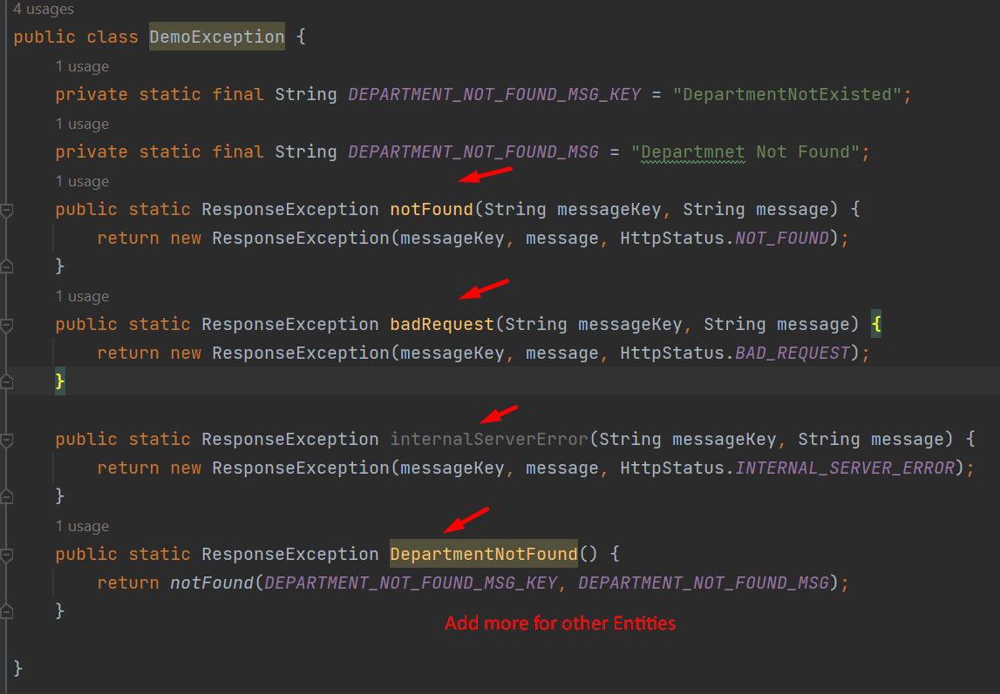 4 usages
public class DemoException {
1 usage
private static final String DEPARTMENT_NOT_FOUND_MSG_KEY = "DepartmentNotExisted";
1 usage
private static final String DEPARTMENT_NOT_FOUND_MSG = "Departmnet Not Found";
1 usage
public static ResponseException notFound(String messageKey, String message) {
return new ResponseException(messageKey, message, HttpStatus.NOT_FOUND);
}
1 usage
public static ResponseException badRequest(String messageKey, String message) {
return new ResponseException(messageKey, message, HttpStatus.BAD_REQUEST);
}
public static ResponseException internalServerError(String messageKey, String message) {
return new ResponseException(messageKey, message, HttpStatus.INTERNAL_SERVER_ERROR);
}
1 usage
public static ResponseException DepartmentNotFound() {
return notFound(DEPARTMENT_NOT_FOUND_MSG_KEY, DEPARTMENT_NOT_FOUND_MSG);
}
Add more for other Entities
}